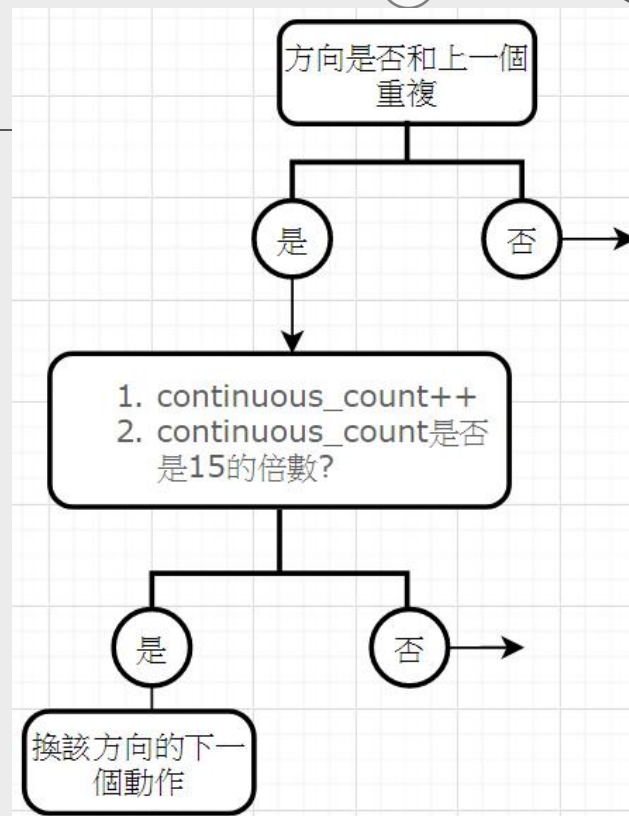 方向是否和上一個
重複
是
否
1. continuous_count++
2. continuous_count是否
是15的倍數?
是
否
換該方向的下一
個動作